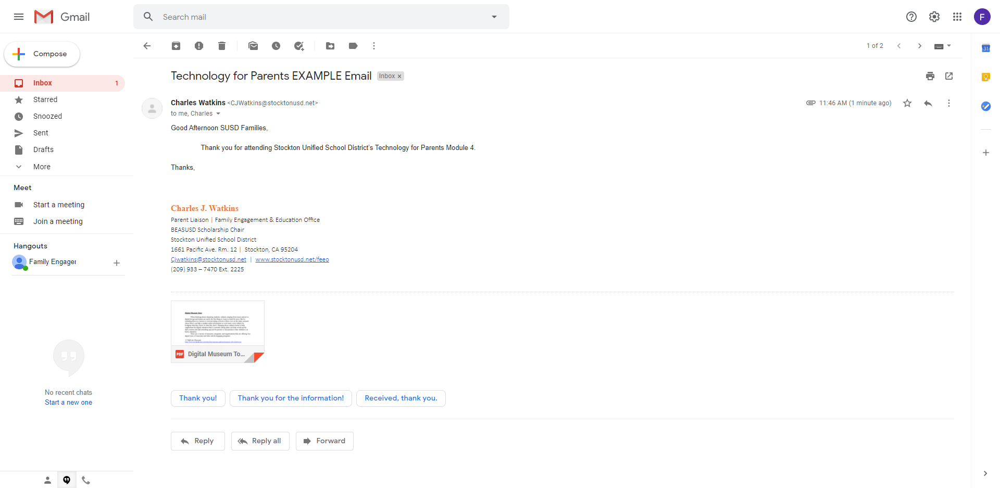 Gmail
Search mail
F
Compose
1 of 2
31
Technology for Parents EXAMPLE Email
Inbox ×
Inbox 1
Starred
Snoozed
Sent
Drafts
More
Charles Watkins <CJWatkins@stocktonusd.net>
11:46 AM (1 minute ago)
to me, Charles
Good Afternoon SUSD Families,
Thank you for attending Stockton Unified School District's Technology for Parents Module 4.
Thanks,
Meet
Start a meeting
Join a meeting
Hangouts
Family Engager
Charles J. Watkins
Parent Liaison | Family Engagement & Education Office
BEASUSD Scholarship Chair
Stockton Unified School District
1661 Pacific Ave. Rm. 12 | Stockton, CA 95204
Cjwatkins@stocktonusd.net | www.stocktonusd.net/feeo
(209) 933 – 7470 Ext. 2225
Digital Museum Tours
PDF Digital Museum To...
No recent chats
Start a new one
Thank you!
Thank you for the information!
Received, thank you.
Reply
Reply all
Forward